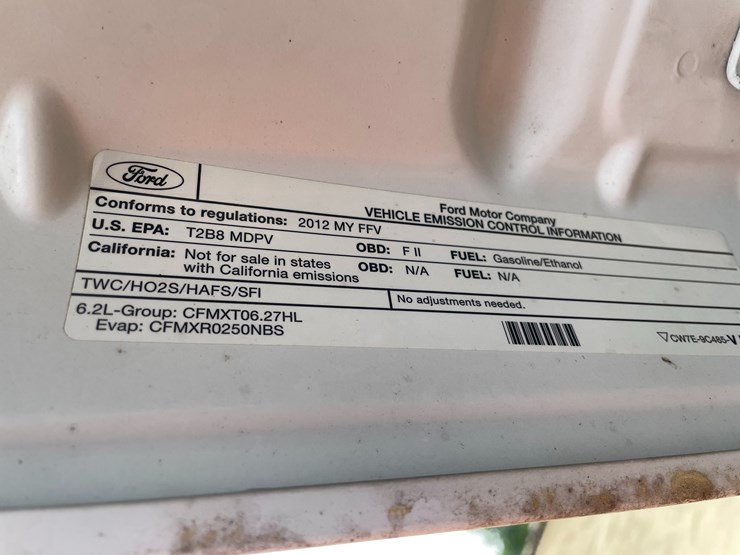 Ford
Ford Motor Company
VEHICLE EMISSION CONTROL INFORMATION
Conforms to regulations: 2012 MY FFV
U.S. EPA: T2B8 MDPV OBD: F II FUEL: Gasoline/Ethanol
California: Not for sale in states with California emissions OBD: N/A FUEL: N/A
TWC/HO2S/HAFS/SFI No adjustments needed.
6.2L-Group: CFMXT06.27HL
Evap: CFMXR0250NBS
CW7E-9C485-V